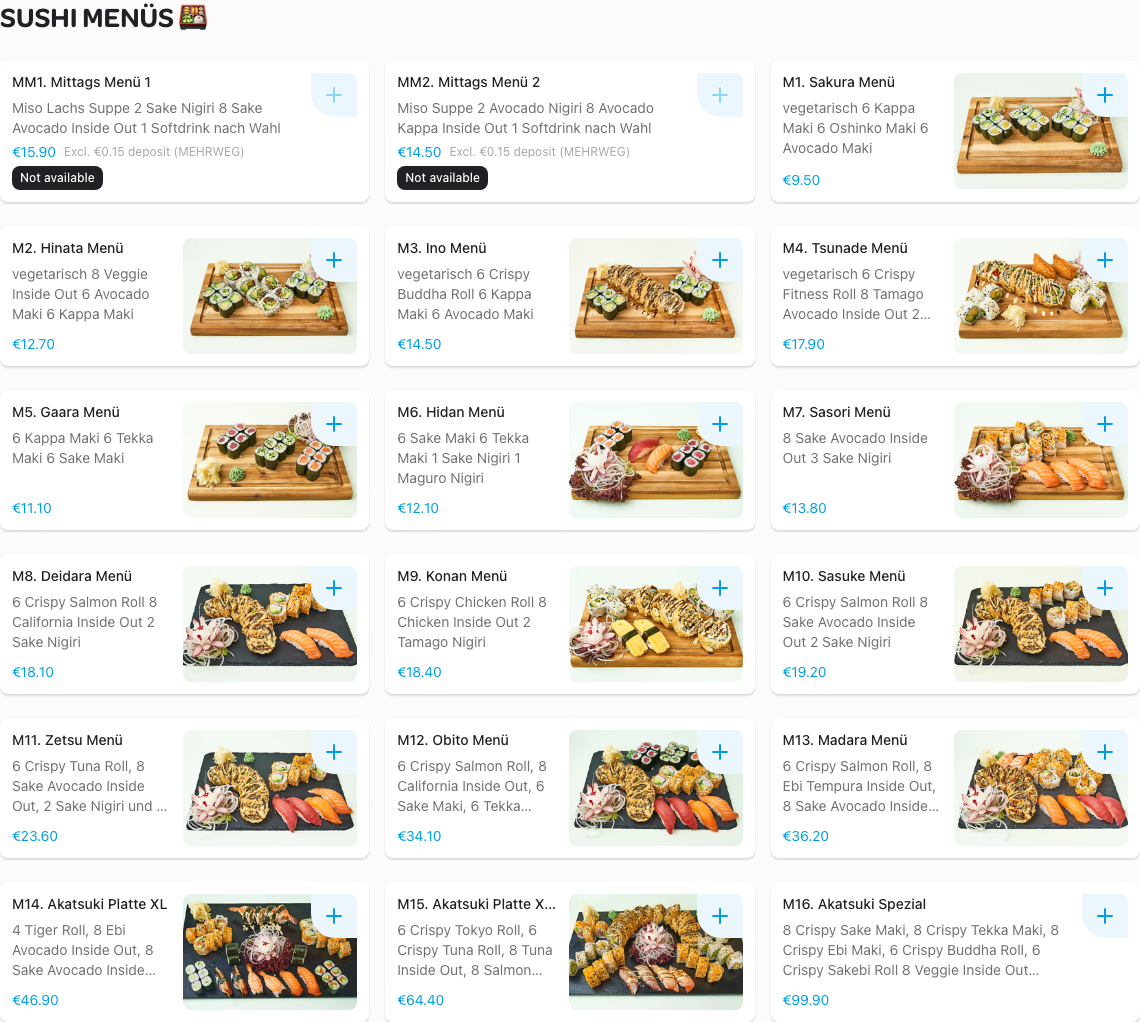 SUSHI MENÜS 🍱
MM1. Mittags Menü 1
Miso Lachs Suppe 2 Sake Nigiri 8 Sake
Avocado Inside Out 1 Softdrink nach Wahl
€15.90 Excl. €0.15 deposit (MEHRWEG)
Not available
MM2. Mittags Menü 2
Miso Suppe 2 Avocado Nigiri 8 Avocado
Kappa Inside Out 1 Softdrink nach Wahl
€14.50 Excl. €0.15 deposit (MEHRWEG)
Not available
M1. Sakura Menü
vegetarisch 6 Kappa
Maki 6 Oshinko Maki 6
Avocado Maki
€9.50
M2. Hinata Menü
vegetarisch 8 Veggie
Inside Out 6 Avocado
Maki 6 Kappa Maki
€12.70
M3. Ino Menü
vegetarisch 6 Crispy
Buddha Roll 6 Kappa
Maki 6 Avocado Maki
€14.50
M4. Tsunade Menü
vegetarisch 6 Crispy
Fitness Roll 8 Tamago
Avocado Inside Out 2...
€17.90
M5. Gaara Menü
6 Kappa Maki 6 Tekka
Maki 6 Sake Maki
€11.10
M6. Hidan Menü
6 Sake Maki 6 Tekka
Maki 1 Sake Nigiri 1
Maguro Nigiri
€12.10
M7. Sasori Menü
8 Sake Avocado Inside
Out 3 Sake Nigiri
€13.80
M8. Deidara Menü
6 Crispy Salmon Roll 8
California Inside Out 2
Sake Nigiri
€18.10
M9. Konan Menü
6 Crispy Chicken Roll 8
Chicken Inside Out 2
Tamago Nigiri
€18.40
M10. Sasuke Menü
6 Crispy Salmon Roll 8
Sake Avocado Inside
Out 2 Sake Nigiri
€19.20
M11. Zetsu Menü
6 Crispy Tuna Roll, 8
Sake Avocado Inside
Out, 2 Sake Nigiri und ...
€23.60
M12. Obito Menü
6 Crispy Salmon Roll, 8
California Inside Out, 6
Sake Maki, 6 Tekka...
€34.10
M13. Madara Menü
6 Crispy Salmon Roll, 8
Ebi Tempura Inside Out,
8 Sake Avocado Inside...
€36.20
M14. Akatsuki Platte XL
4 Tiger Roll, 8 Ebi
Avocado Inside Out, 8
Sake Avocado Inside...
€46.90
M15. Akatsuki Platte X...
6 Crispy Tokyo Roll, 6
Crispy Tuna Roll, 8 Tuna
Inside Out, 8 Salmon...
€64.40
M16. Akatsuki Spezial
8 Crispy Sake Maki, 8 Crispy Tekka Maki, 8
Crispy Ebi Maki, 6 Crispy Buddha Roll, 6
Crispy Sakebi Roll 8 Veggie Inside Out...
€99.90